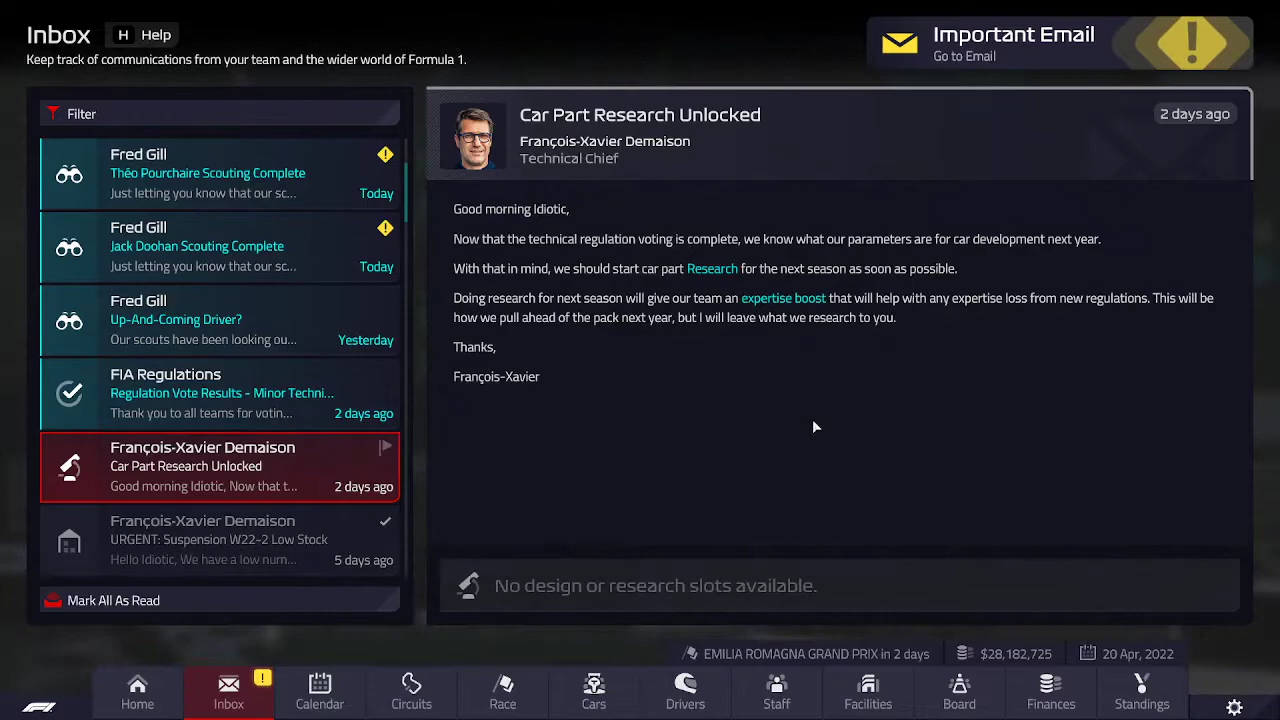 Inbox
H Help
Keep track of communications from your team and the wider world of Formula 1.
Important Email
Go to Email
Filter
Fred Gill
Théo Pourchaire Scouting Complete
Just letting you know that our sc...
Today
Fred Gill
Jack Doohan Scouting Complete
Just letting you know that our sc...
Today
Fred Gill
Up-And-Coming Driver?
Our scouts have been looking ou...
Yesterday
FIA Regulations
Regulation Vote Results - Minor Techni...
Thank you to all teams for votin...
2 days ago
François-Xavier Demaison
Car Part Research Unlocked
Good morning Idiotic, Now that t...
2 days ago
François-Xavier Demaison
URGENT: Suspension W22-2 Low Stock
Hello Idiotic, We have a low num...
5 days ago
Mark All As Read
Car Part Research Unlocked
2 days ago
François-Xavier Demaison
Technical Chief
Good morning Idiotic,
Now that the technical regulation voting is complete, we know what our parameters are for car development next year.
With that in mind, we should start car part Research for the next season as soon as possible.
Doing research for next season will give our team an expertise boost that will help with any expertise loss from new regulations. This will be
how we pull ahead of the pack next year, but I will leave what we research to you.
Thanks,
François-Xavier
No design or research slots available.
EMILIA ROMAGNA GRAND PRIX in 2 days
$28,182,725
20 Apr, 2022
Home
Inbox
Calendar
Circuits
Race
Cars
Drivers
Staff
Facilities
Board
Finances
Standings